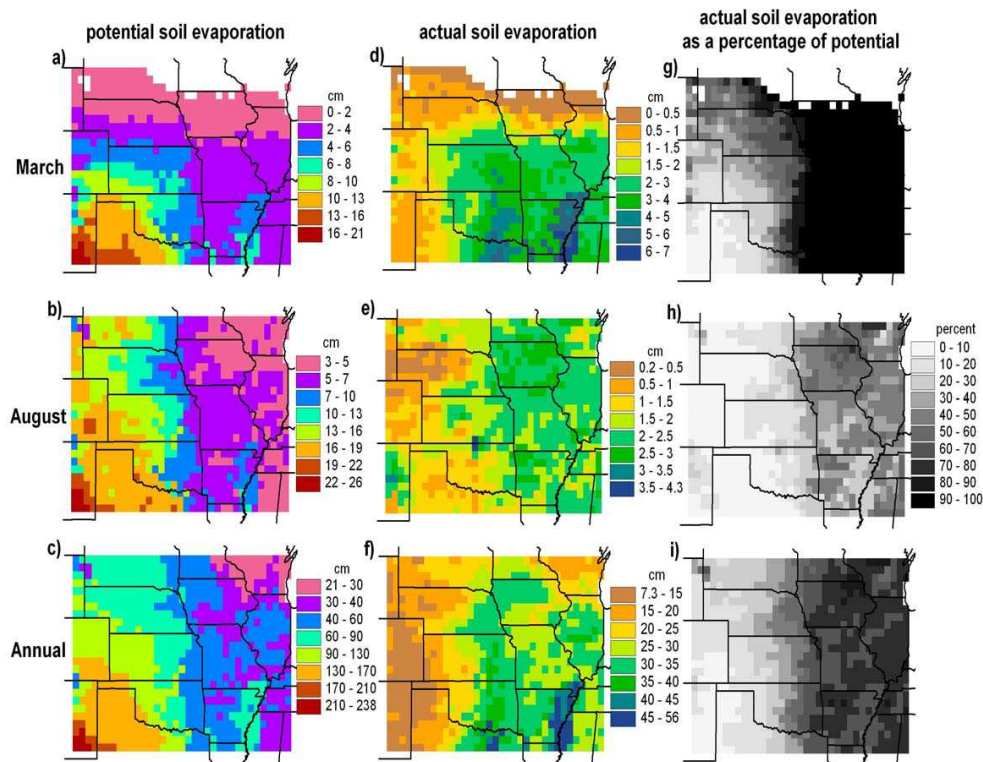 potential soil evaporation
actual soil evaporation
actual soil evaporation
as a percentage of potential
March
a)
cm
0 - 2
2 - 4
4 - 6
6 - 8
8 - 10
10 - 13
13 - 16
16 - 21
d)
cm
0 - 0.5
0.5 - 1
1 - 1.5
1.5 - 2
2 - 3
3 - 4
4 - 5
5 - 6
6 - 7
g)
August
b)
cm
3 - 5
5 - 7
7 - 10
10 - 13
13 - 16
16 - 19
19 - 22
22 - 26
e)
cm
0.2 - 0.5
0.5 - 1
1 - 1.5
1.5 - 2
2 - 2.5
2.5 - 3
3 - 3.5
3.5 - 4.3
h)
percent
0 - 10
10 - 20
20 - 30
30 - 40
40 - 50
50 - 60
60 - 70
70 - 80
80 - 90
90 - 100
Annual
c)
cm
21 - 30
30 - 40
40 - 60
60 - 90
90 - 130
130 - 170
170 - 210
210 - 238
f)
cm
7.3 - 15
15 - 20
20 - 25
25 - 30
30 - 35
35 - 40
40 - 45
45 - 56
i)